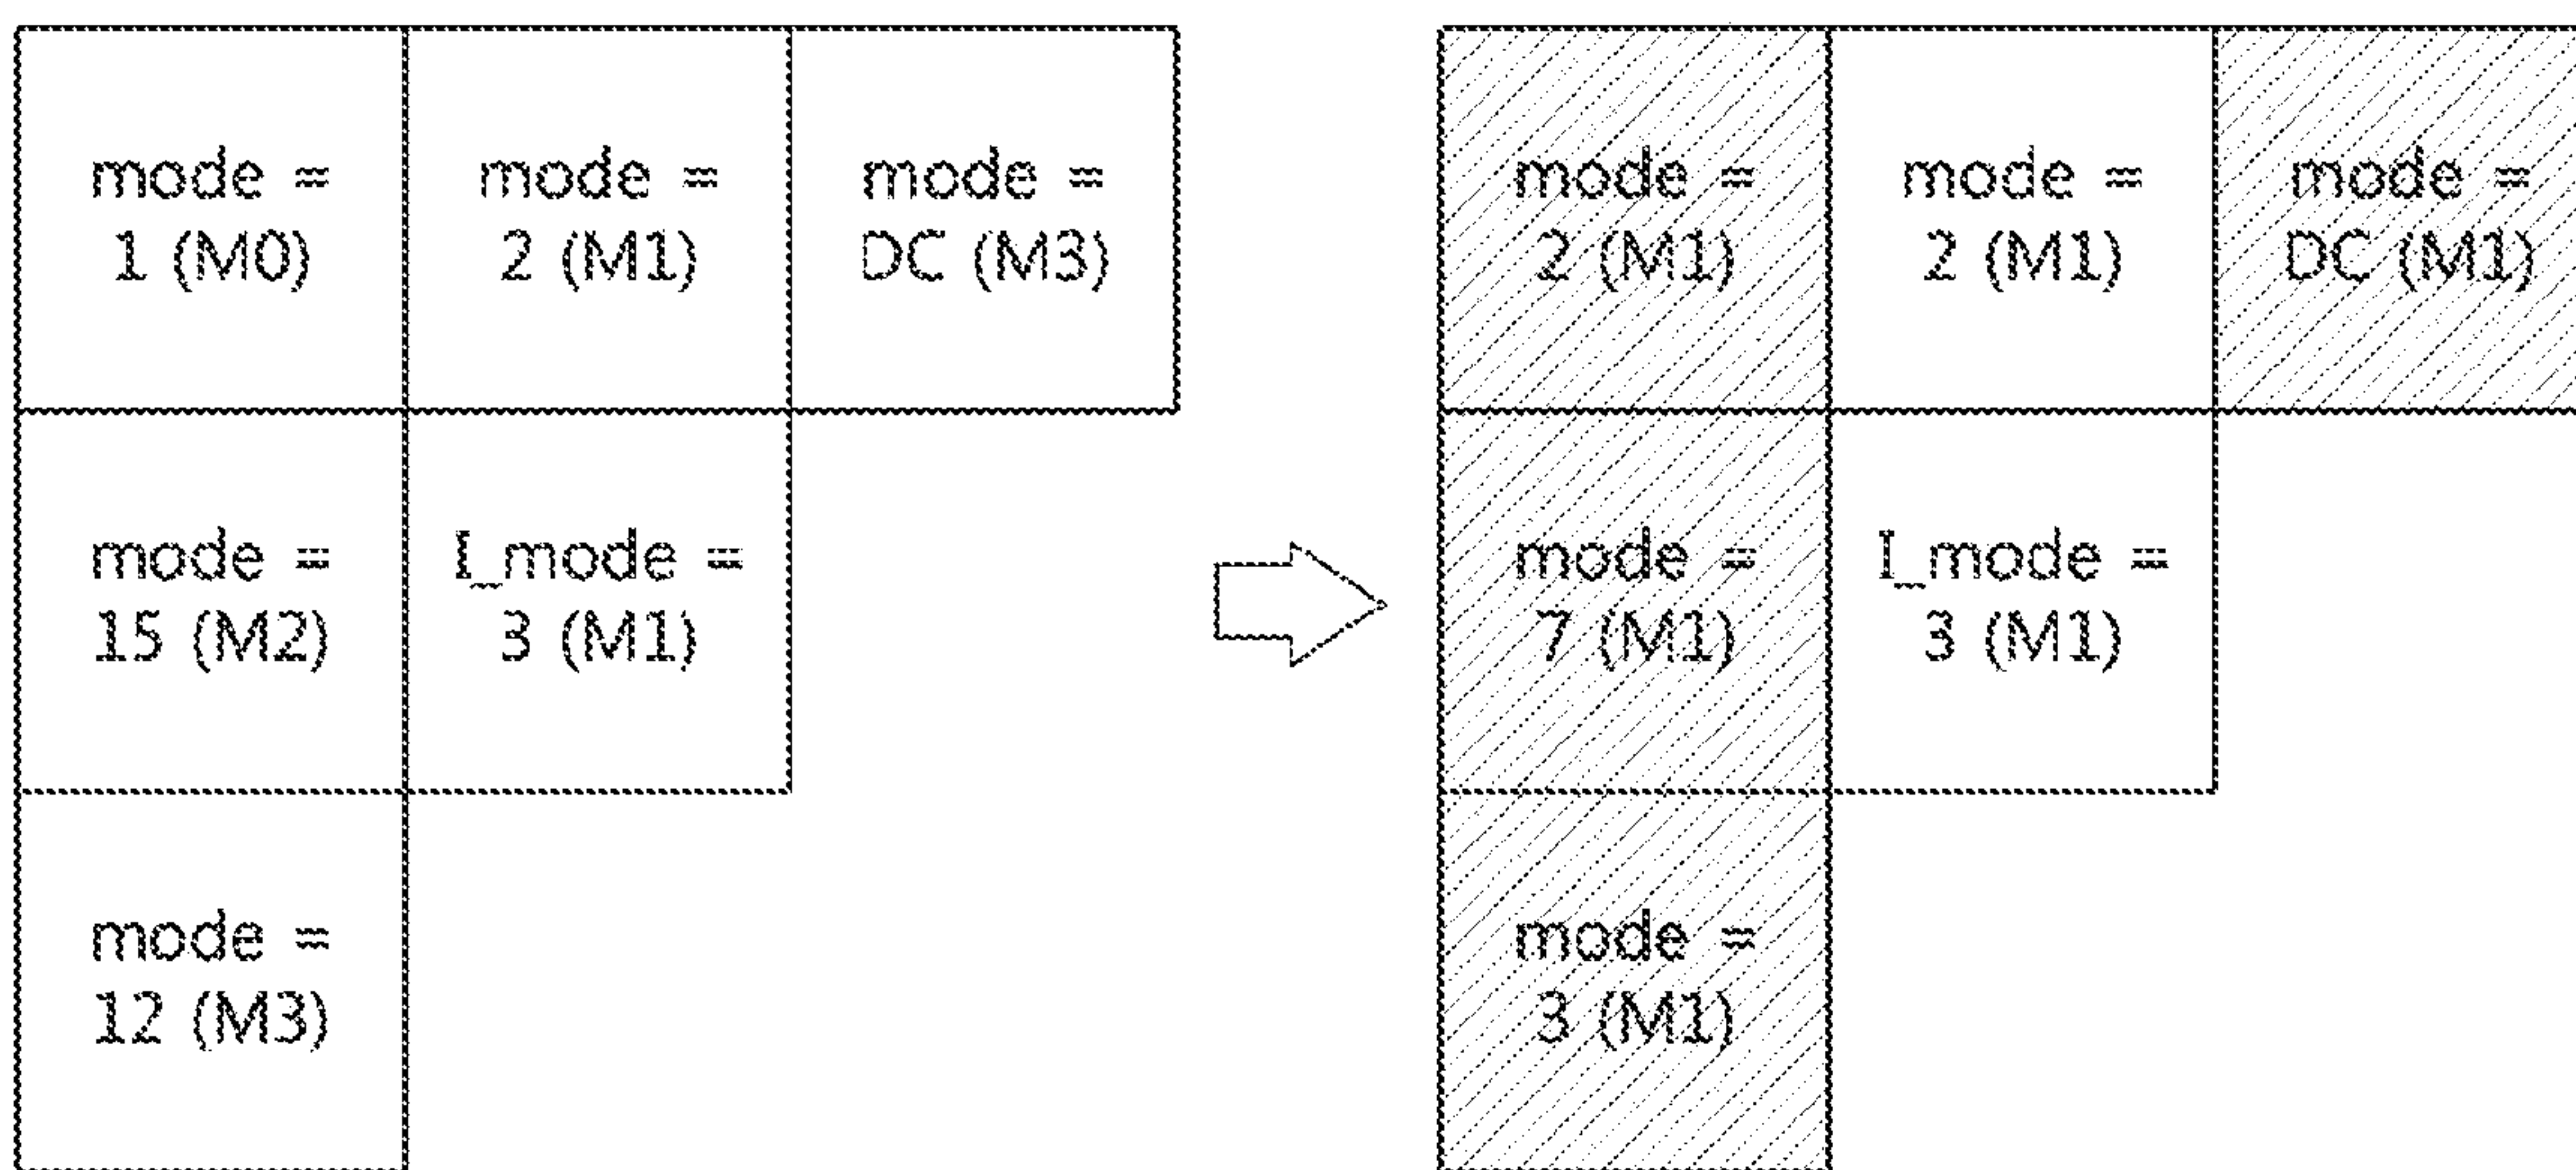 mode =
1 (M0)
mode =
2 (M1)
mode =
DC (M3)
mode =
15 (M2)
I_mode =
3 (M1)
mode =
12 (M3)
mode =
2 (M1)
mode =
2 (M1)
mode =
DC (M1)
mode =
7 (M1)
I_mode =
3 (M1)
mode =
3 (M1)